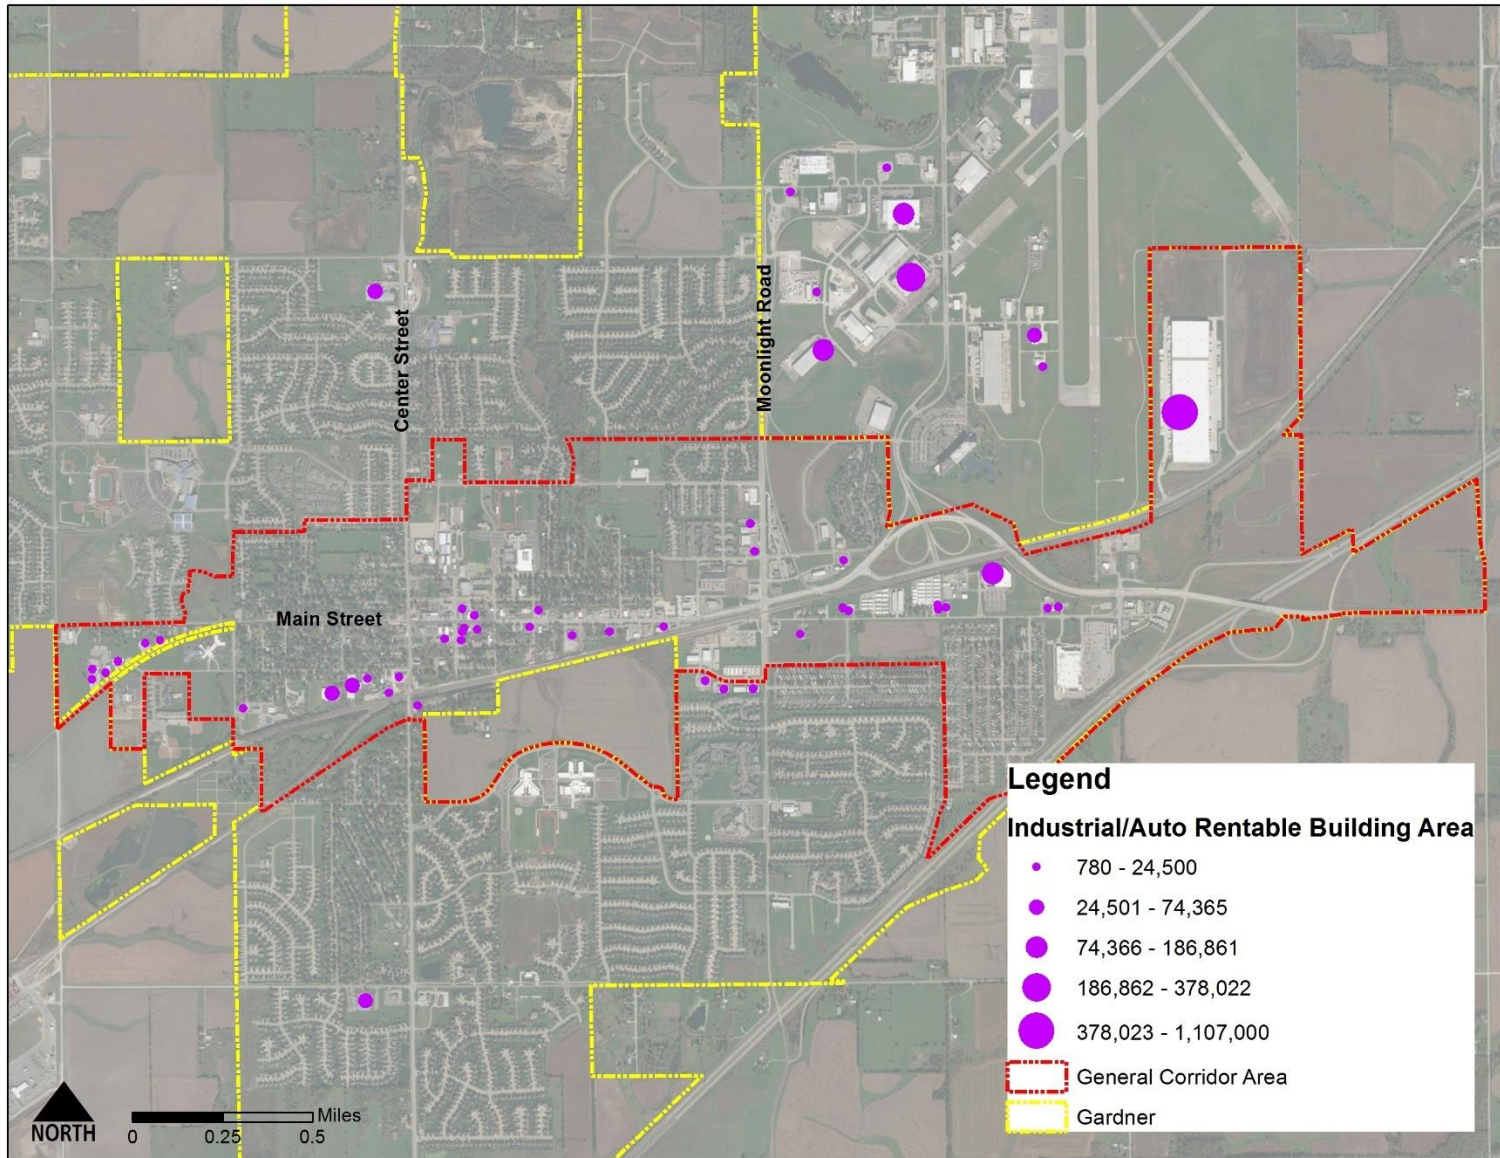 Center Street
Moonlight Road
Main Street
Legend
Industrial/Auto Rentable Building Area
780 - 24,500
24,501 - 74,365
74,366 - 186,861
186,862 - 378,022
378,023 - 1,107,000
General Corridor Area
Gardner
NORTH
Miles
0 0.25 0.5